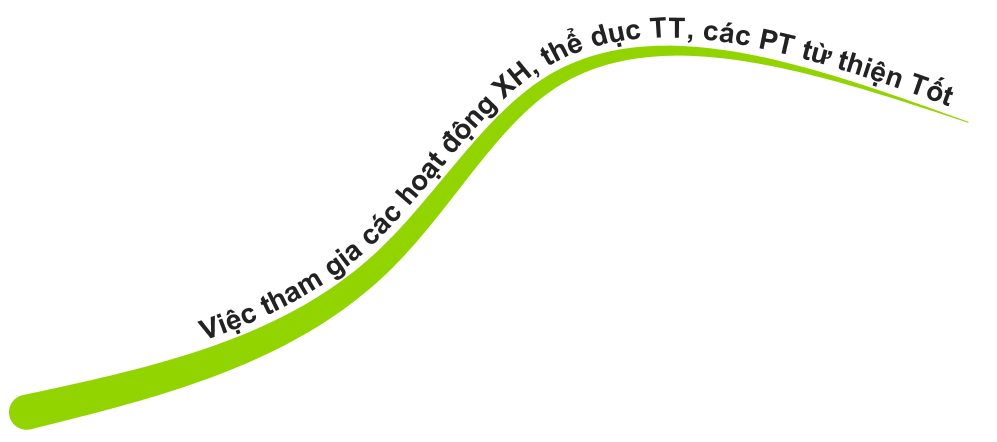 Việc tham gia các hoạt động XH, thể dục TT, các PT từ thiện Tốt